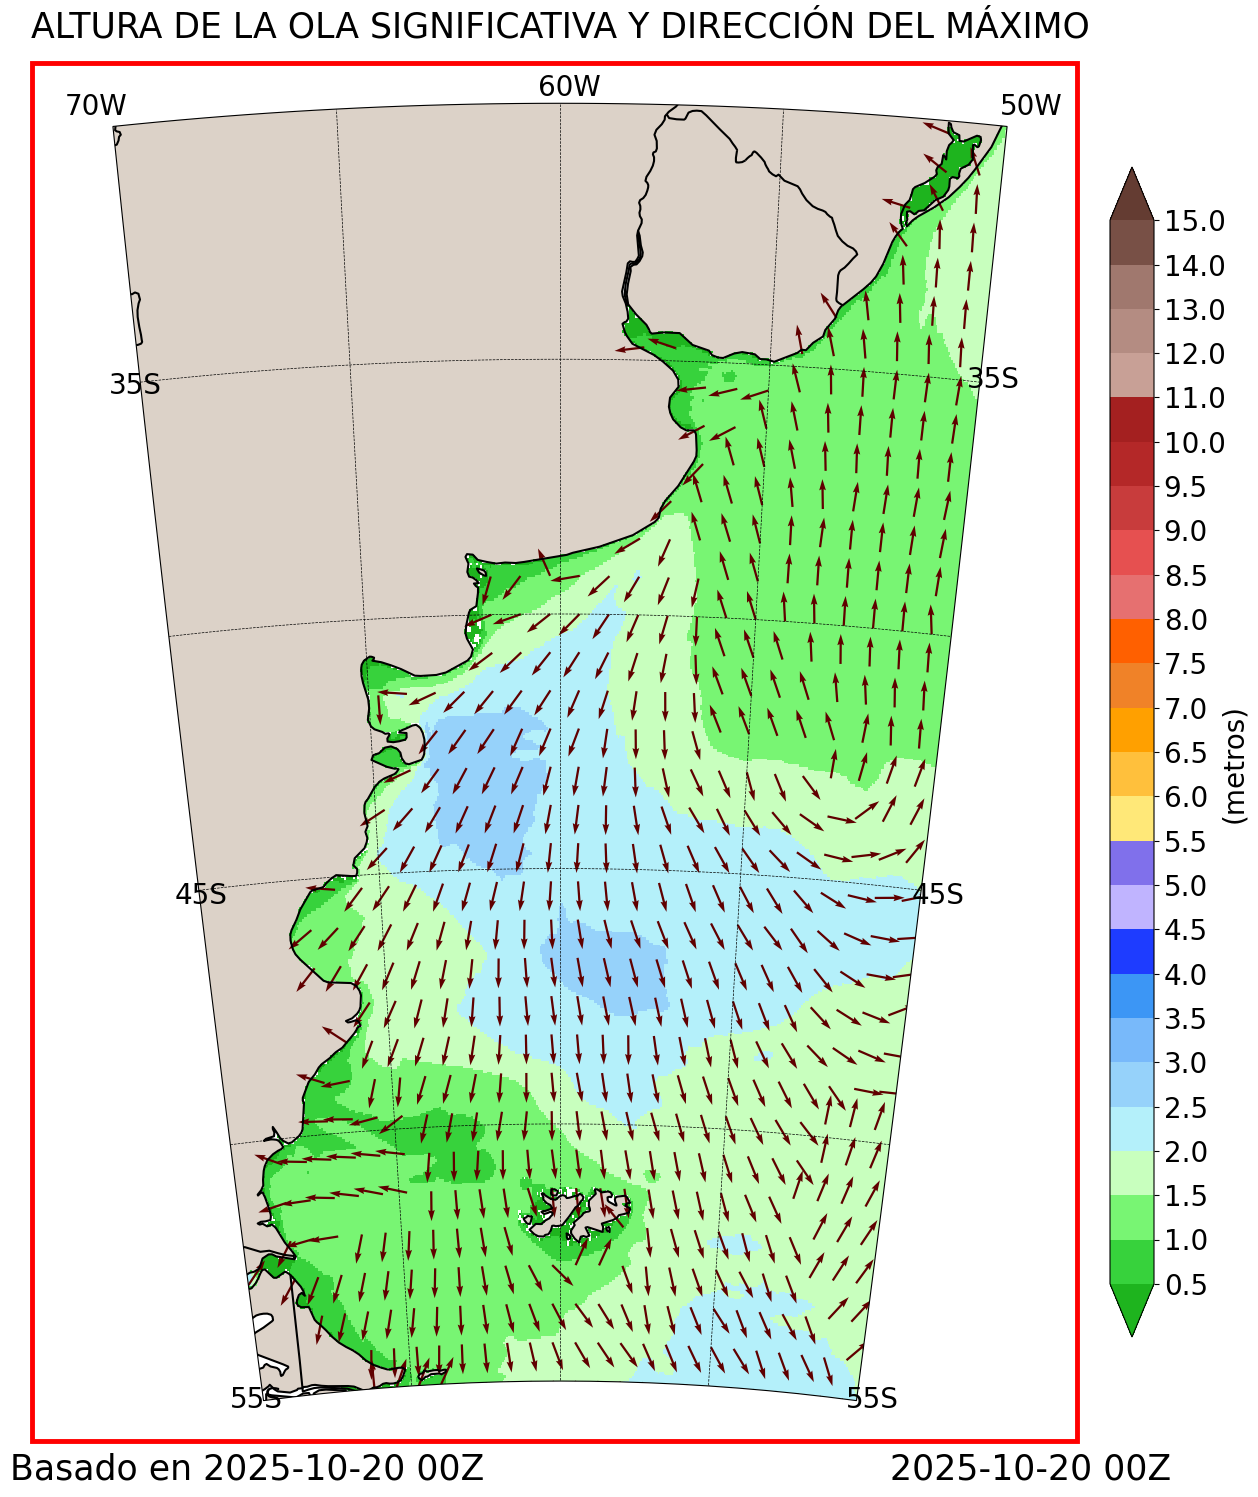 ALTURA DE LA OLA SIGNIFICATIVA Y DIRECCIÓN DEL MÁXIMO
70W
60W
50W
35S
35S
45S
45S
55S
55S
15.0
14.0
13.0
12.0
11.0
10.0
9.5
9.0
8.5
8.0
7.5
7.0
6.5
6.0
5.5
5.0
4.5
4.0
3.5
3.0
2.5
2.0
1.5
1.0
0.5
(metros)
Basado en 2025-10-20 00Z
2025-10-20 00Z